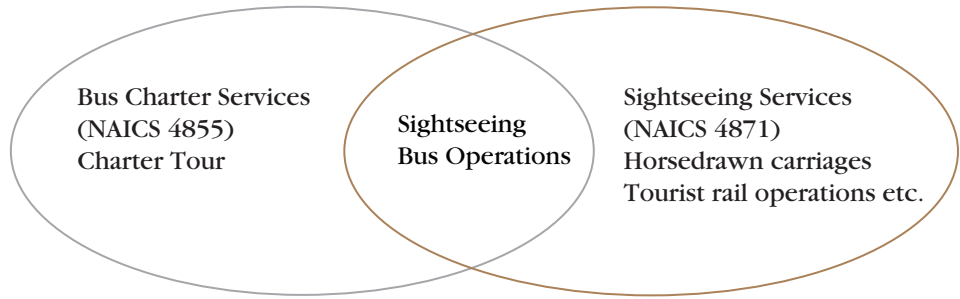 Bus Charter Services
(NAICS 4855)
Charter Tour
Sightseeing
Bus Operations
Sightseeing Services
(NAICS 4871)
Horsedrawn carriages
Tourist rail operations etc.